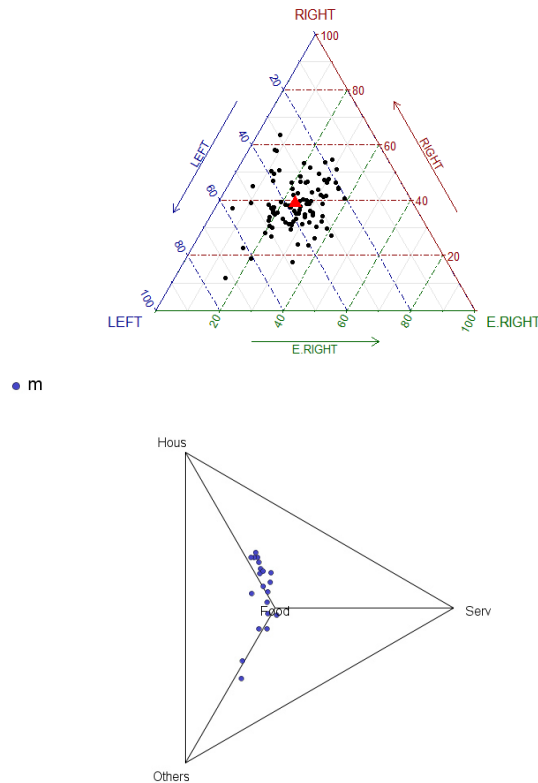 RIGHT
100
20
80
LEFT
RIGHT
40
60
60
40
80
20
100
LEFT
20
40
60
80
100
E.RIGHT
E.RIGHT
m
Hous
Food
Serv
Others